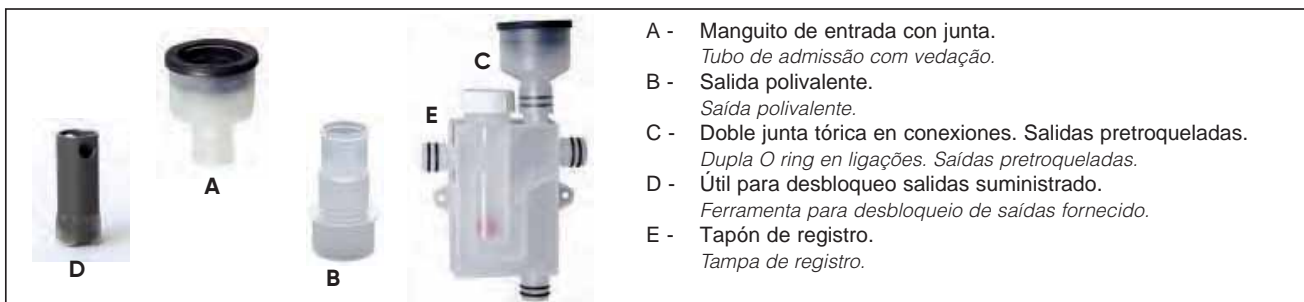 A - Manguito de entrada con junta.
Tubo de admissão com vedação.
B - Salida polivalente.
Saída polivalente.
C - Doble junta tórica en conexiones. Salidas pretroqueladas.
Dupla O ring en ligações. Saídas pretroqueladas.
D - Útil para desbloqueo salidas suministrado.
Ferramenta para desbloqueio de saídas fornecido.
E - Tapón de registro.
Tampa de registro.
C
E
A
D
B